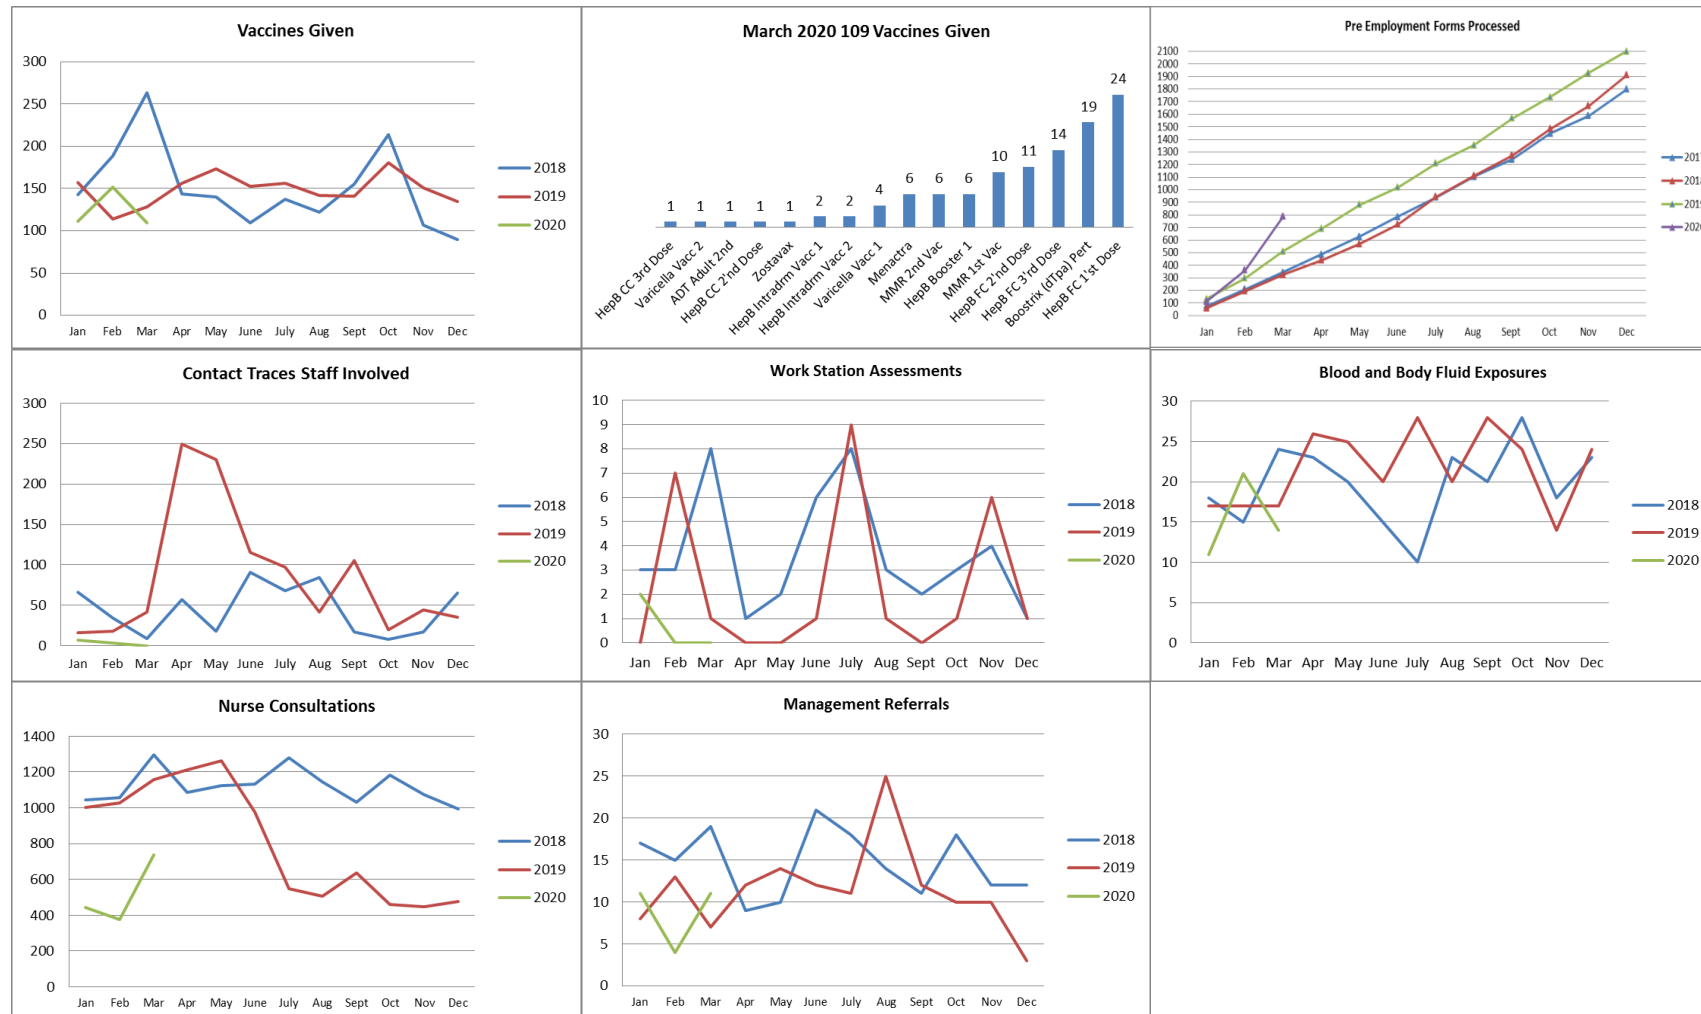 Vaccines Given
300
250
200
150
100
50
0
Jan Feb Mar Apr May June July Aug Sept Oct Nov Dec
2018
2019
2020
March 2020 109 Vaccines Given
1 1 1 1 1 2 2 4 6 6 6 10 11 14 19 24
HepB CC 3rd Dose
Varicella Vacc 2
ADT Adult 2nd
HepB CC 2'nd Dose
Zostavax
HepB Intradrm Vacc 1
HepB Intradrm Vacc 2
Varicella Vacc 1
Menactra
MMR 2nd Vac
HepB Booster 1
MMR 1st Vac
HepB FC 2'nd Dose
HepB FC 3'rd Dose
Boostrix (dTpa) Pert
HepB FC 1'st Dose
Pre Employment Forms Processed
2100
2000
1900
1800
1700
1600
1500
1400
1300
1200
1100
1000
900
800
700
600
500
400
300
200
100
0
Jan Feb Mar Apr May June July Aug Sept Oct Nov Dec
2017
2018
2019
2020
Contact Traces Staff Involved
300
250
200
150
100
50
0
Jan Feb Mar Apr May June July Aug Sept Oct Nov Dec
2018
2019
2020
Work Station Assessments
10
9
8
7
6
5
4
3
2
1
0
Jan Feb Mar Apr May June July Aug Sept Oct Nov Dec
2018
2019
2020
Blood and Body Fluid Exposures
30
25
20
15
10
5
0
Jan Feb Mar Apr May June July Aug Sept Oct Nov Dec
2018
2019
2020
Nurse Consultations
1400
1200
1000
800
600
400
200
0
Jan Feb Mar Apr May June July Aug Sept Oct Nov Dec
2018
2019
2020
Management Referrals
30
25
20
15
10
5
0
Jan Feb Mar Apr May June July Aug Sept Oct Nov Dec
2018
2019
2020